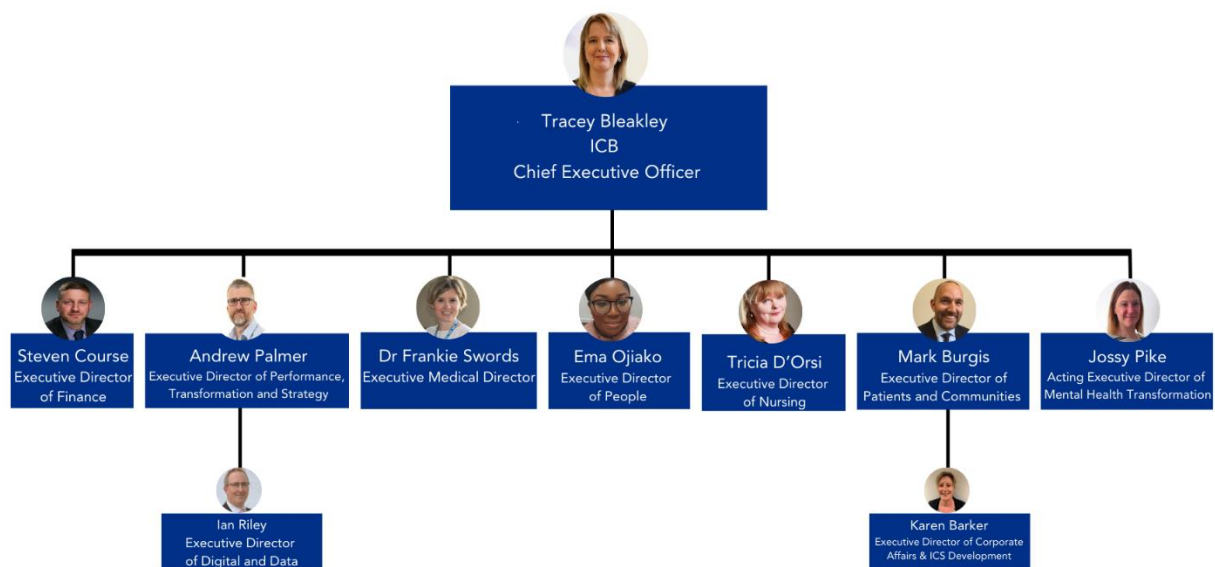 Tracey Bleakley
ICB
Chief Executive Officer
Steven Course
Executive Director
of Finance
Andrew Palmer
Executive Director of Performance,
Transformation and Strategy
Dr Frankie Swords
Executive Medical Director
Ema Ojiako
Executive Director
of People
Tricia D'Orsi
Executive Director
of Nursing
Mark Burgis
Executive Director of
Patients and Communities
Jossy Pike
Acting Executive Director of
Mental Health Transformation
Ian Riley
Executive Director
of Digital and Data
Karen Barker
Executive Director of Corporate
Affairs & ICS Development